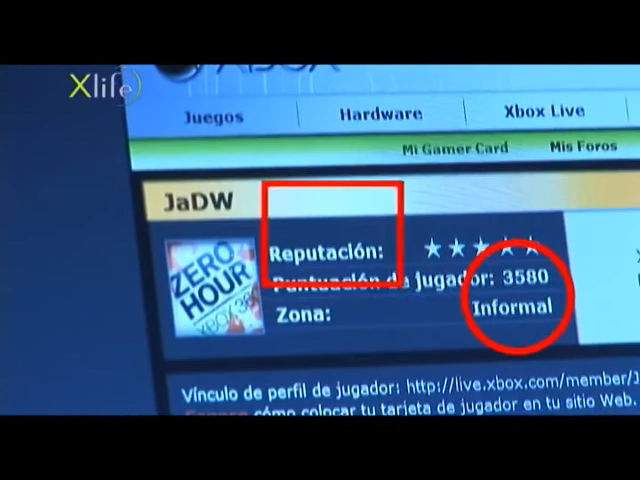 Xlife
XBOX
Juegos Hardware Xbox Live
Mi Gamer Card Mis Foros
JaDW
ZERO
HOUR
XBOX 360
Reputación:
Puntuación de jugador: 3580
Zona: Informal
Vínculo de perfil de jugador: http://live.xbox.com/member/J
cómo colocar tu tarjeta de jugador en tu sitio Web.